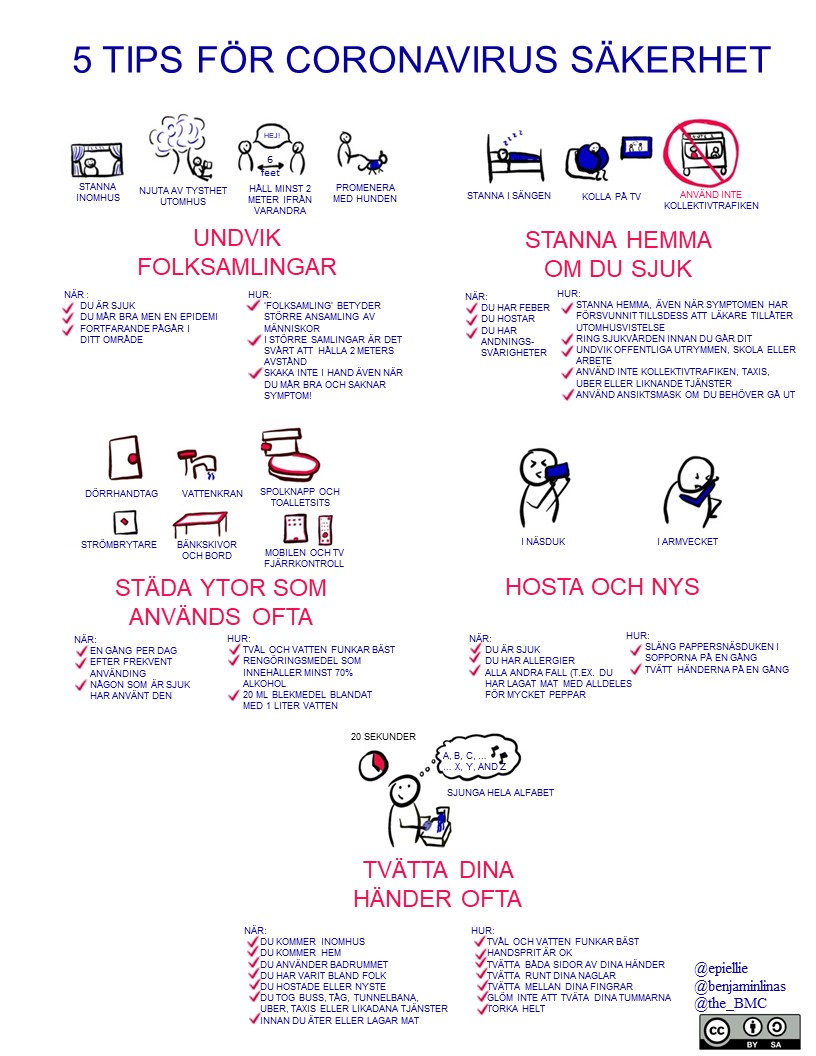 5 TIPS FÖR CORONAVIRUS SÄKERHET
STANNA
INOMHUS
NJUTA AV TYSTHET
UTOMHUS
HEJ!
6
feet
HÅLL MINST 2
METER IFRÅN
VARANDRA
PROMENERA
MED HUNDEN
UNDVIK
FOLKSAMLINGAR
NÄR :
DU ÄR SJUK
DU MÅR BRA MEN EN EPIDEMI
FORTFARANDE PÅGÅR I
DITT OMRÅDE
HUR:
'FOLKSAMLING' BETYDER
STÖRRE ANSAMLING AV
MÄNNISKOR
I STÖRRE SAMLINGAR ÄR DET
SVÅRT ATT HÅLLA 2 METERS
AVSTÅND
SKAKA INTE I HAND ÄVEN NÄR
DU MÅR BRA OCH SAKNAR
SYMPTOM!
z z z z
STANNA I SÄNGEN
KOLLA PÅ TV
ANVÄND INTE
KOLLEKTIVTRAFIKEN
STANNA HEMMA
OM DU SJUK
NÄR:
DU HAR FEBER
DU HOSTAR
DU HAR
ANDNINGS-
SVÅRIGHETER
HUR:
STANNA HEMMA, ÄVEN NÄR SYMPTOMEN HAR
FÖRSVUNNIT TILLSDESS ATT LÄKARE TILLÅTER
UTOMHUSVISTELSE
RING SJUKVÅRDEN INNAN DU GÅR DIT
UNDVIK OFFENTLIGA UTRYMMEN, SKOLA ELLER
ARBETE
ANVÄND INTE KOLLEKTIVTRAFIKEN, TAXIS,
UBER ELLER LIKNANDE TJÄNSTER
ANVÄND ANSIKTSMASK OM DU BEHÖVER GÅ UT
DÖRRHANDTAG
VATTENKRAN
SPOLKNAPP OCH
TOALLETSITS
STRÖMBRYTARE
BÄNKSKIVOR
OCH BORD
MOBILEN OCH TV
FJÄRRKONTROLL
STÄDA YTOR SOM
ANVÄNDS OFTA
NÄR:
EN GÅNG PER DAG
EFTER FREKVENT
ANVÄNDING
NÅGON SOM ÄR SJUK
HAR ANVÄNT DEN
HUR:
TVÅL OCH VATTEN FUNKAR BÄST
RENGÖRINGSMEDEL SOM
INNEHÅLLER MINST 70%
ALKOHOL
20 ML BLEKMEDEL BLANDAT
MED 1 LITER VATTEN
I NÄSDUK
I ARMVECKET
HOSTA OCH NYS
NÄR:
DU ÄR SJUK
DU HAR ALLERGIER
ALLA ANDRA FALL (T.EX. DU
HAR LAGAT MAT MED ALLDELES
FÖR MYCKET PEPPAR
HUR:
SLÄNG PAPPERSNÄSDUKEN I
SOPPORNA PÅ EN GÅNG
TVÄTT HÄNDERNA PÅ EN GÅNG
20 SEKUNDER
A, B, C, ...
... X, Y, AND Z
SJUNGA HELA ALFABET
TVÄTTA DINA
HÄNDER OFTA
NÄR:
DU KOMMER INOMHUS
DU KOMMER HEM
DU ANVÄNDER BADRUMMET
DU HAR VARIT BLAND FOLK
DU HOSTADE ELLER NYSTE
DU TOG BUSS, TÅG, TUNNELBANA,
UBER, TAXIS ELLER LIKADANA TJÄNSTER
INNAN DU ÄTER ELLER LAGAR MAT
HUR:
TVÅL OCH VATTEN FUNKAR BÄST
HANDSPRIT ÄR OK
TVÄTTA BÅDA SIDOR AV DINA HÄNDER
TVÄTTA RUNT DINA NAGLAR
TVÄTTA MELLAN DINA FINGRAR
GLÖM INTE ATT TVÄTA DINA TUMMARNA
TORKA HELT
@epiellie
@benjaminlinas
@the_BMC
cc
BY SA